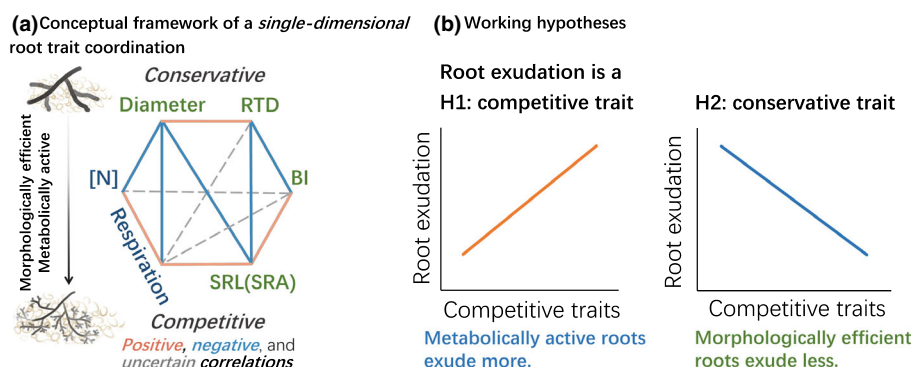 (a) Conceptual framework of a single-dimensional
root trait coordination
Conservative
Diameter
RTD
[N]
BI
Respiration
SRL(SRA)
Competitive
Morphologically efficient
Metabolically active
Positive, negative, and
uncertain correlations
(b) Working hypotheses
Root exudation is a
H1: competitive trait
H2: conservative trait
Root exudation
Competitive traits
Metabolically active roots
exude more.
Root exudation
Competitive traits
Morphologically efficient
roots exude less.